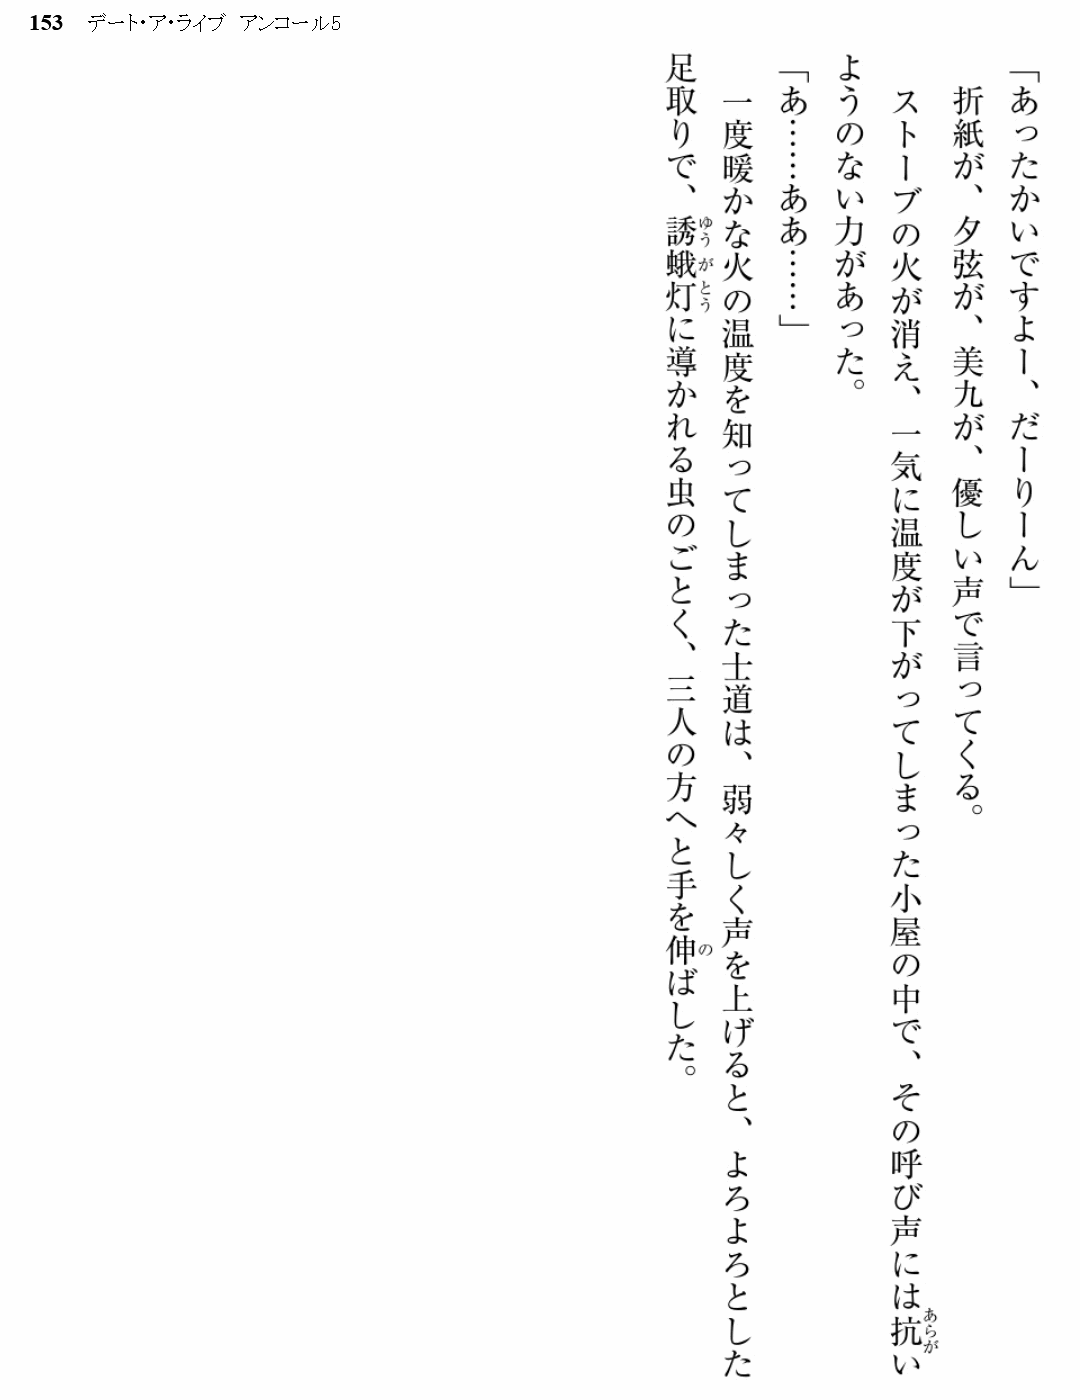 153 デート・ア・ライブ アンコール5
「あったかいですよー、だーりーん」
折紙が、夕弦が、美九が、優しい声で言ってくる。
ストーブの火が消え、一気に温度が下がってしまった小屋の中で、その呼び声には抗い
あらが
ようのない力があった。
「あ……ああ……」
一度暖かな火の温度を知ってしまった士道は、弱々しく声を上げると、よろよろとした
足取りで、誘蛾灯に導かれる虫のごとく、三人の方へと手を伸ばした。
ゆうがとう
の